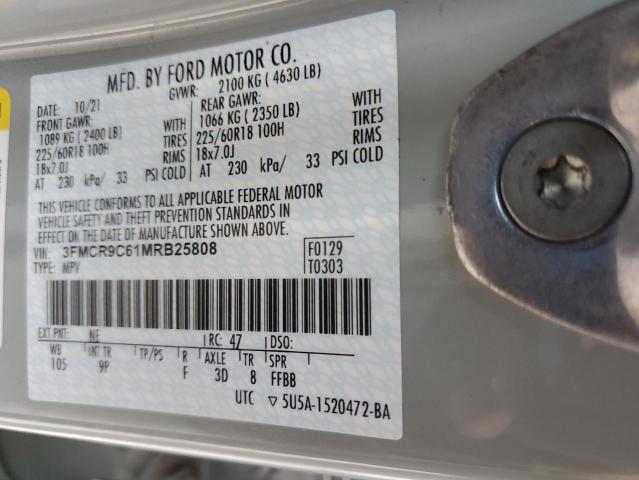 MFD. BY FORD MOTOR CO.
DATE: 10/21 GVWR: 2100 KG ( 4630 LB)
FRONT GAWR: REAR GAWR:
1089 KG ( 2400 LB) WITH 1066 KG ( 2350 LB) WITH
225/60R18 100H TIRES 225/60R18 100H TIRES
18x7.0J RIMS 18x7.0J RIMS
AT 230 kPa/ 33 PSI COLD AT 230 kPa/ 33 PSI COLD
THIS VEHICLE CONFORMS TO ALL APPLICABLE FEDERAL MOTOR
VEHICLE SAFETY AND THEFT PREVENTION STANDARDS IN
EFFECT ON THE DATE OF MANUFACTURE SHOWN ABOVE.
VIN: 3FMCR9C61MRB25808 F0129
TYPE: MPV T0303
EXT PNT: NE RC: 47 DSO:
WB INT TR TP/PS R AXLE TR SPR
105 9P F 3D 8 FFBB
UTC ▽ 5U5A-1520472-BA